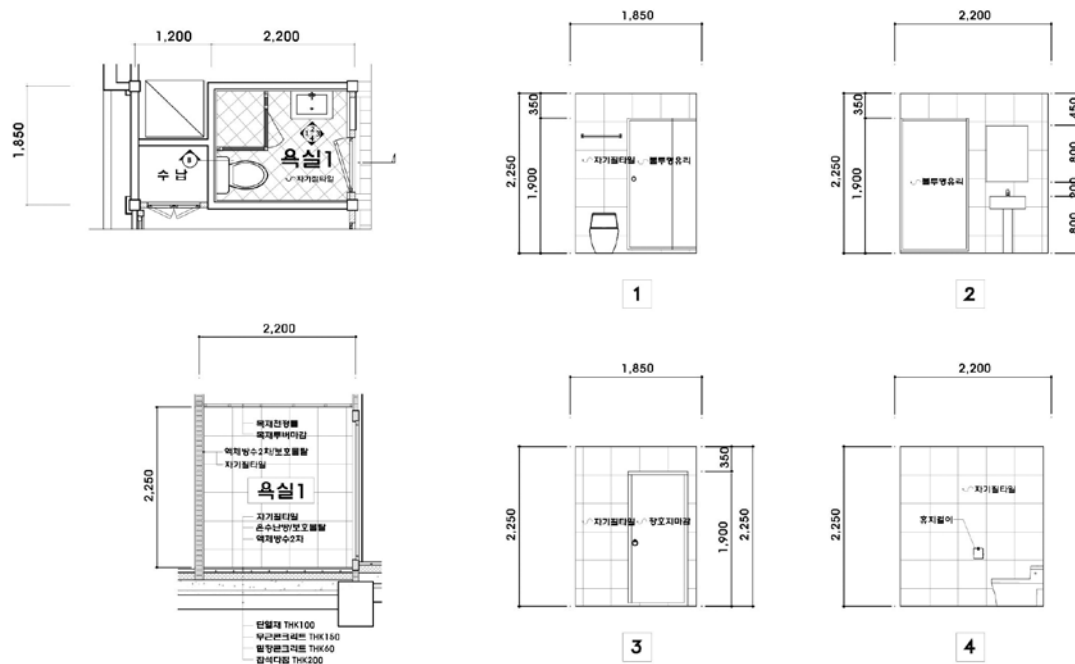 1,200
2,200
1,850
욕실1
자기질타일
수 납
B
1,850
350
2,250
1,900
자기질타일
불투명유리
1
2,200
2,250
350
1,900
불투명유리
450
800
200
800
2
2,200
2,250
목재천정틀
목재루버마감
액체방수2차/보호몰탈
자기질타일
욕실1
자기질타일
온수난방/보호몰탈
액체방수2차
단열재 THK100
무근콘크리트 THK150
밑창콘크리트 THK60
잡석다짐 THK200
1,850
2,250
자기질타일
창호지마감
350
1,900
2,250
3
2,200
2,250
자기질타일
휴지걸이
4